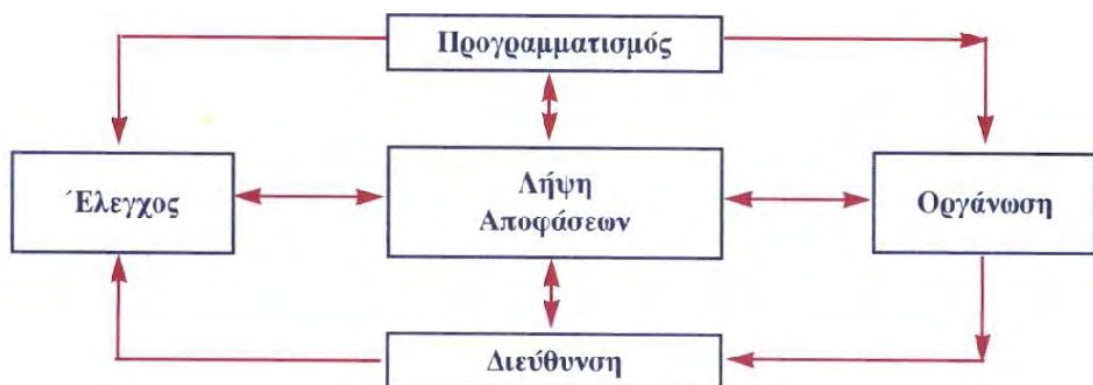 Προγραμματισμός
Έλεγχος
Λήψη
Αποφάσεων
Οργάνωση
Διεύθυνση